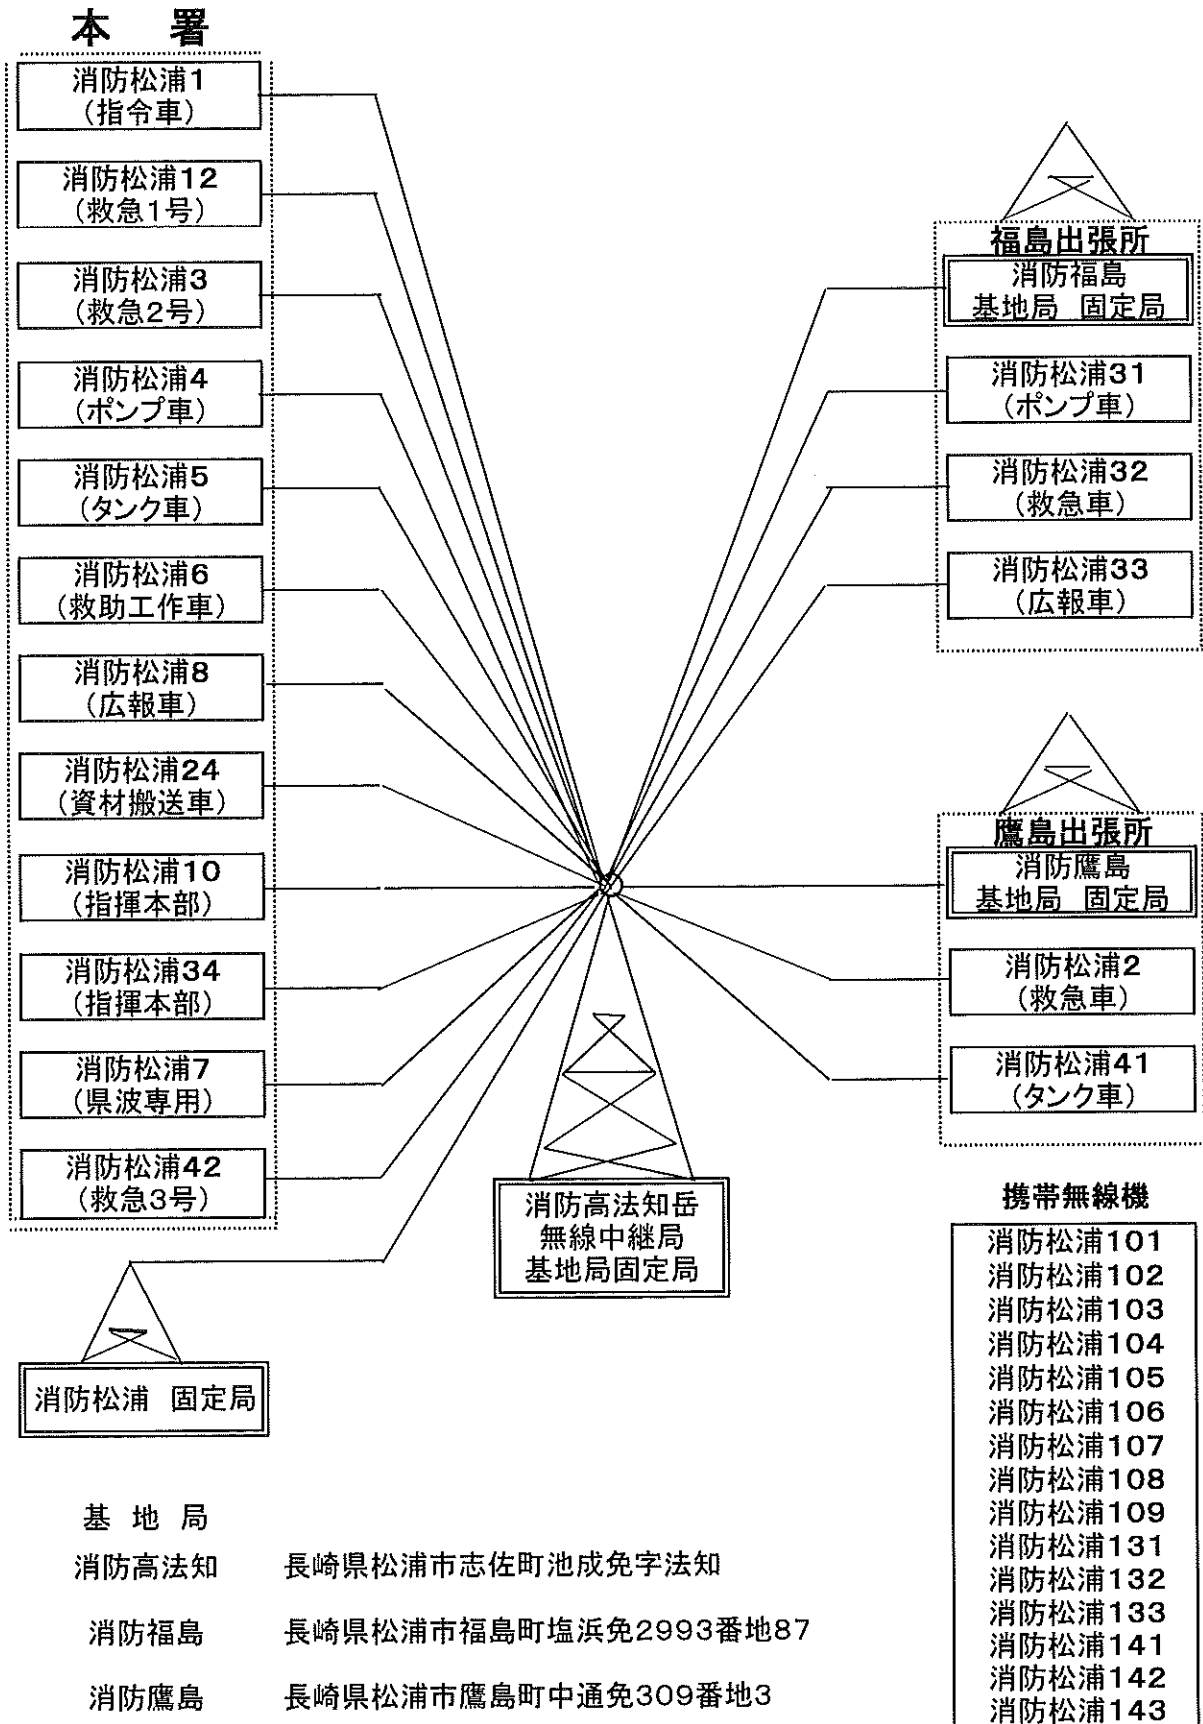 本　署
消防松浦1
(指令車)
消防松浦12
(救急1号)
消防松浦3
(救急2号)
消防松浦4
(ポンプ車)
消防松浦5
(タンク車)
消防松浦6
(救助工作車)
消防松浦8
(広報車)
消防松浦24
(資材搬送車)
消防松浦10
(指揮本部)
消防松浦34
(指揮本部)
消防松浦7
(県波専用)
消防松浦42
(救急3号)
消防松浦　固定局
消防高法知岳
無線中継局
基地局固定局
福島出張所
消防福島
基地局　固定局
消防松浦31
(ポンプ車)
消防松浦32
(救急車)
消防松浦33
(広報車)
鷹島出張所
消防鷹島
基地局　固定局
消防松浦2
(救急車)
消防松浦41
(タンク車)
携帯無線機
消防松浦101
消防松浦102
消防松浦103
消防松浦104
消防松浦105
消防松浦106
消防松浦107
消防松浦108
消防松浦109
消防松浦131
消防松浦132
消防松浦133
消防松浦141
消防松浦142
消防松浦143
基　地　局
消防高法知　長崎県松浦市志佐町池成免字法知
消防福島　長崎県松浦市福島町塩浜免2993番地87
消防鷹島　長崎県松浦市鷹島町中通免309番地3